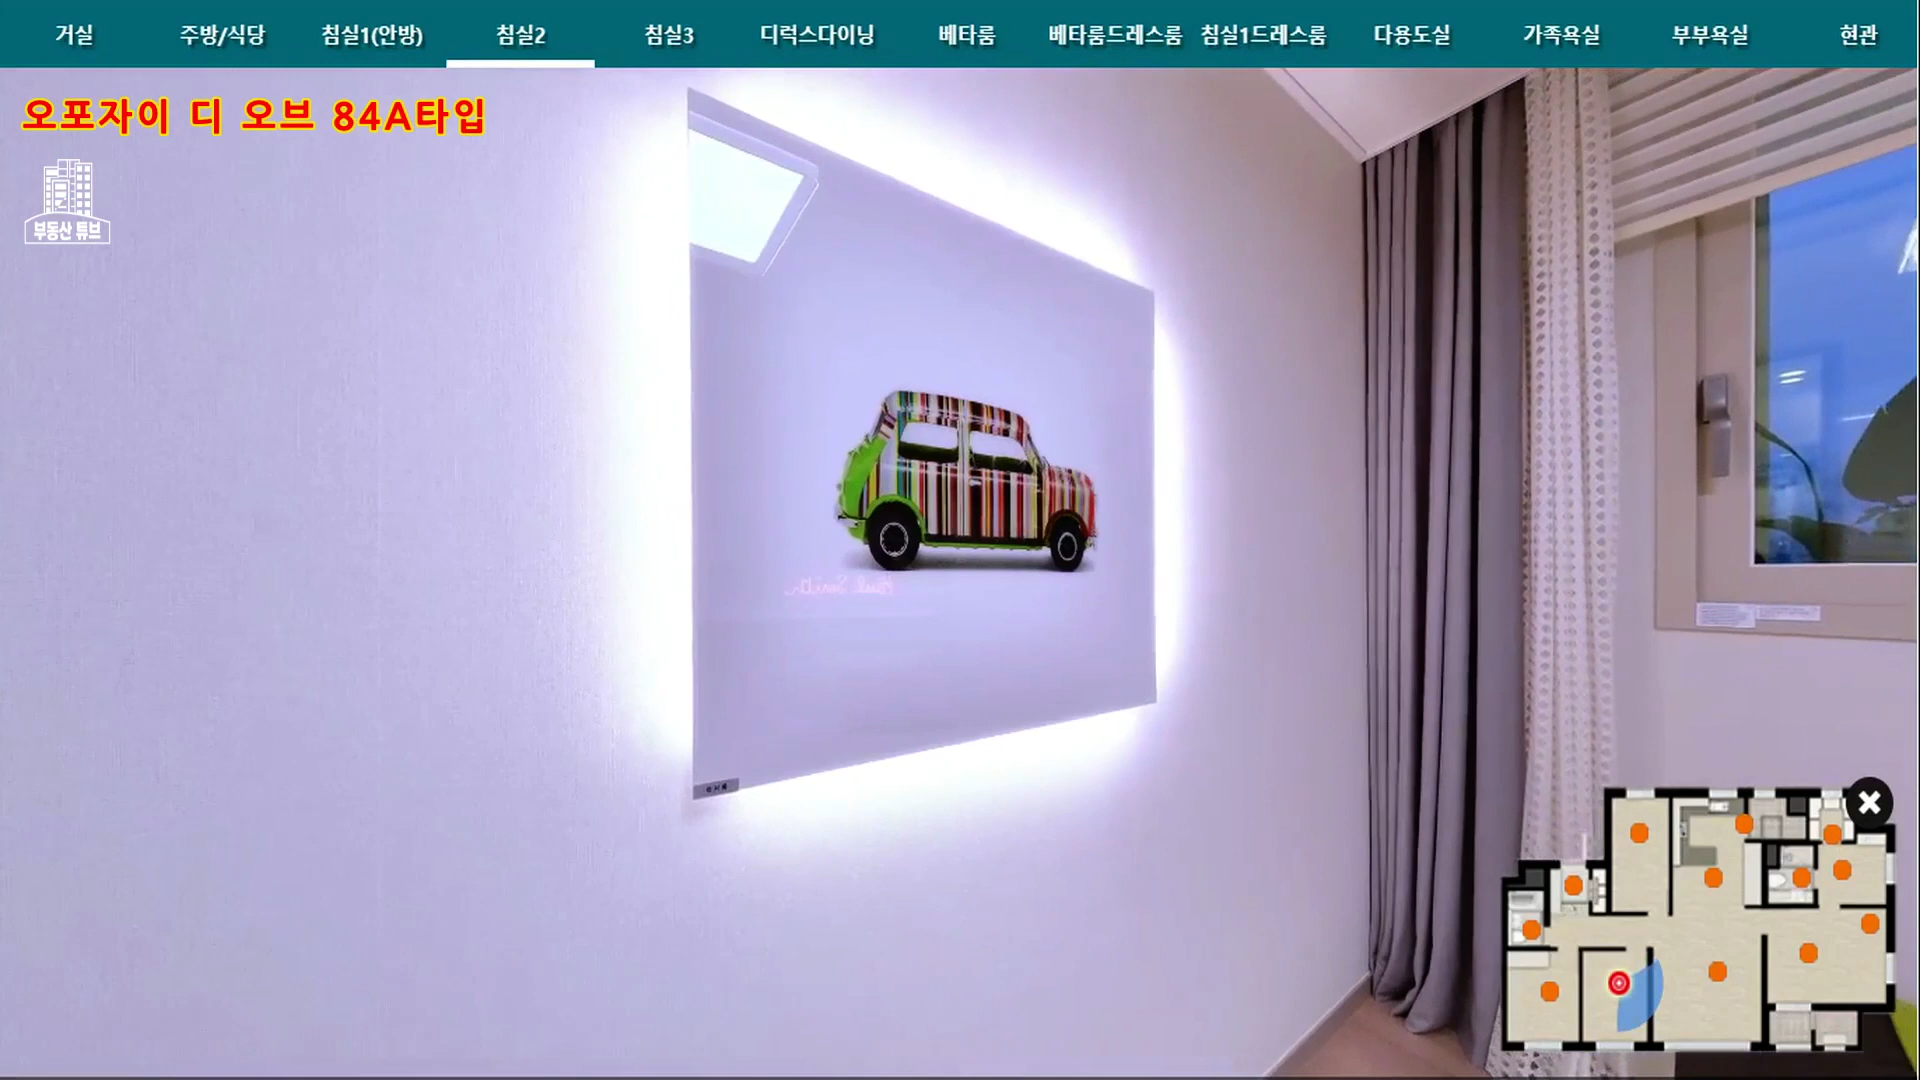 거실 주방/식당 침실1(안방) 침실2 침실3 디럭스다이닝 베타룸 베타룸드레스룸 침실1드레스룸 다용도실 가족욕실 부부욕실 현관
오포자이 디 오브 84A타입
부동산 튜브